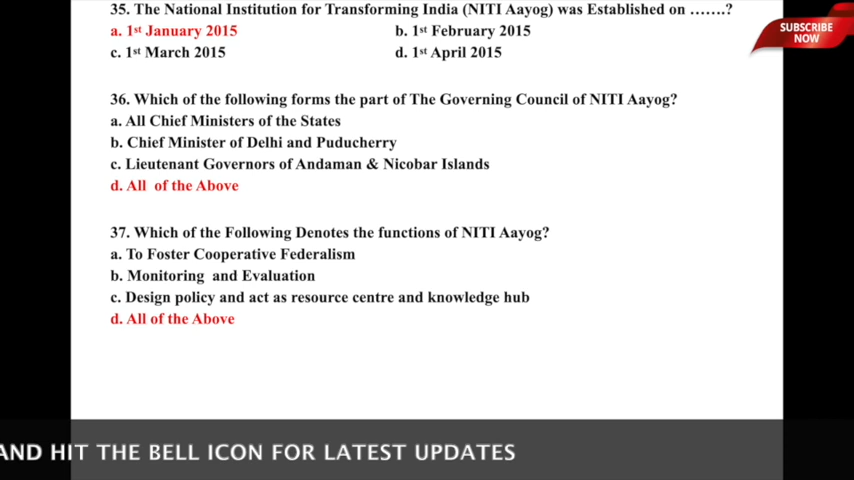 35. The National Institution for Transforming India (NITI Aayog) was Established on …….?
a. 1st January 2015 b. 1st February 2015
c. 1st March 2015 d. 1st April 2015
SUBSCRIBE
NOW
36. Which of the following forms the part of The Governing Council of NITI Aayog?
a. All Chief Ministers of the States
b. Chief Minister of Delhi and Puducherry
c. Lieutenant Governors of Andaman & Nicobar Islands
d. All of the Above
37. Which of the Following Denotes the functions of NITI Aayog?
a. To Foster Cooperative Federalism
b. Monitoring and Evaluation
c. Design policy and act as resource centre and knowledge hub
d. All of the Above
AND HIT THE BELL ICON FOR LATEST UPDATES